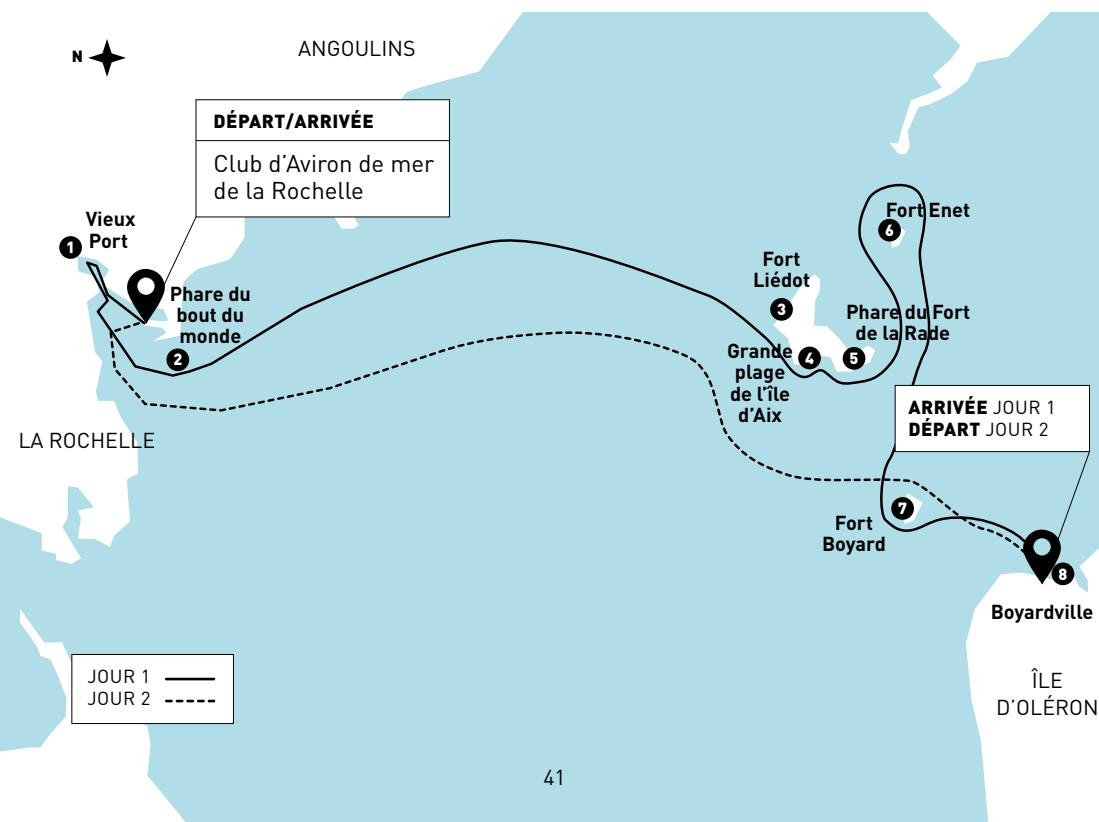 N
ANGOULINS
DÉPART/ARRIVÉE
Club d'Aviron de mer
de la Rochelle
Vieux
Port
1
Phare du
bout du
monde
2
LA ROCHELLE
Fort Enet
6
Fort
Liédot
3
Phare du Fort
de la Rade
5
Grande
plage
de l'île
d'Aix
4
ARRIVÉE JOUR 1
DÉPART JOUR 2
7
Fort
Boyard
8
Boyardville
ÎLE
D'OLÉRON
JOUR 1
JOUR 2
41